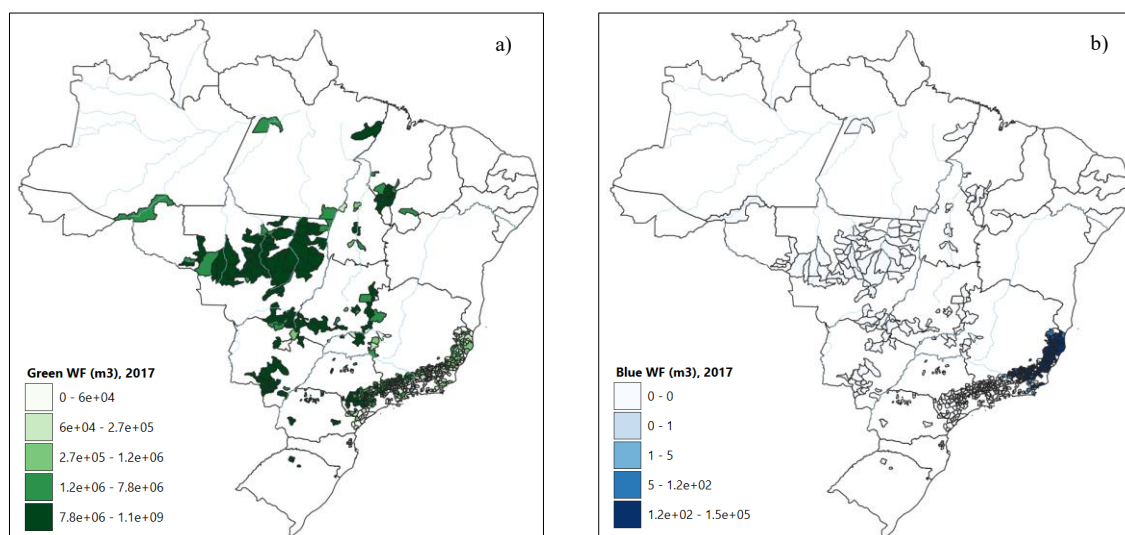 a)
Green WF (m3), 2017
0 - 6e+04
6e+04 - 2.7e+05
2.7e+05 - 1.2e+06
1.2e+06 - 7.8e+06
7.8e+06 - 1.1e+09
b)
Blue WF (m3), 2017
0 - 0
0 - 1
1 - 5
5 - 1.2e+02
1.2e+02 - 1.5e+05